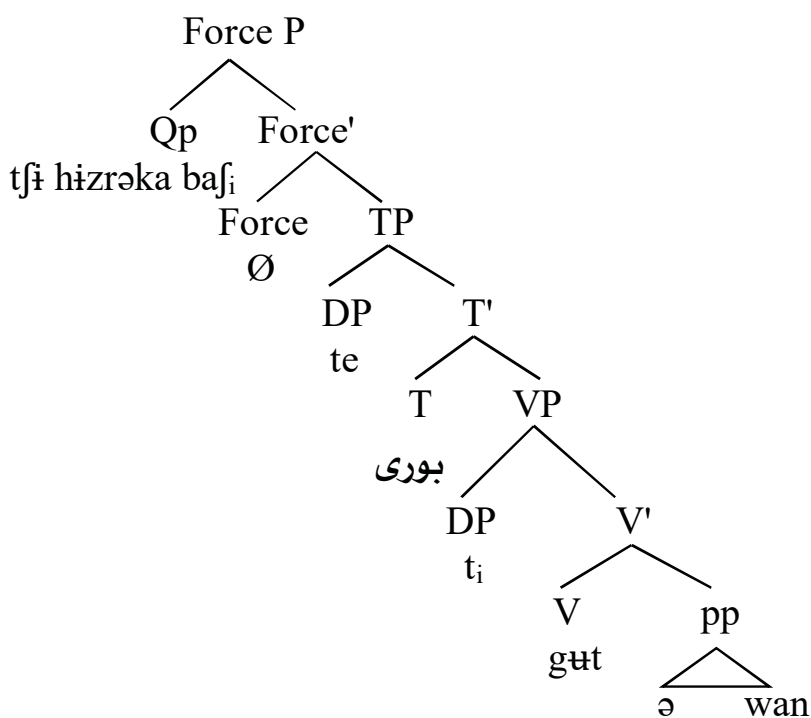 Force P
Qp Force'
tʃɨ hɨzrəka baʃᵢ
Force TP
Ø
DP T'
te
T VP
بوری
DP V'
tᵢ
V pp
gʉt
ə wan